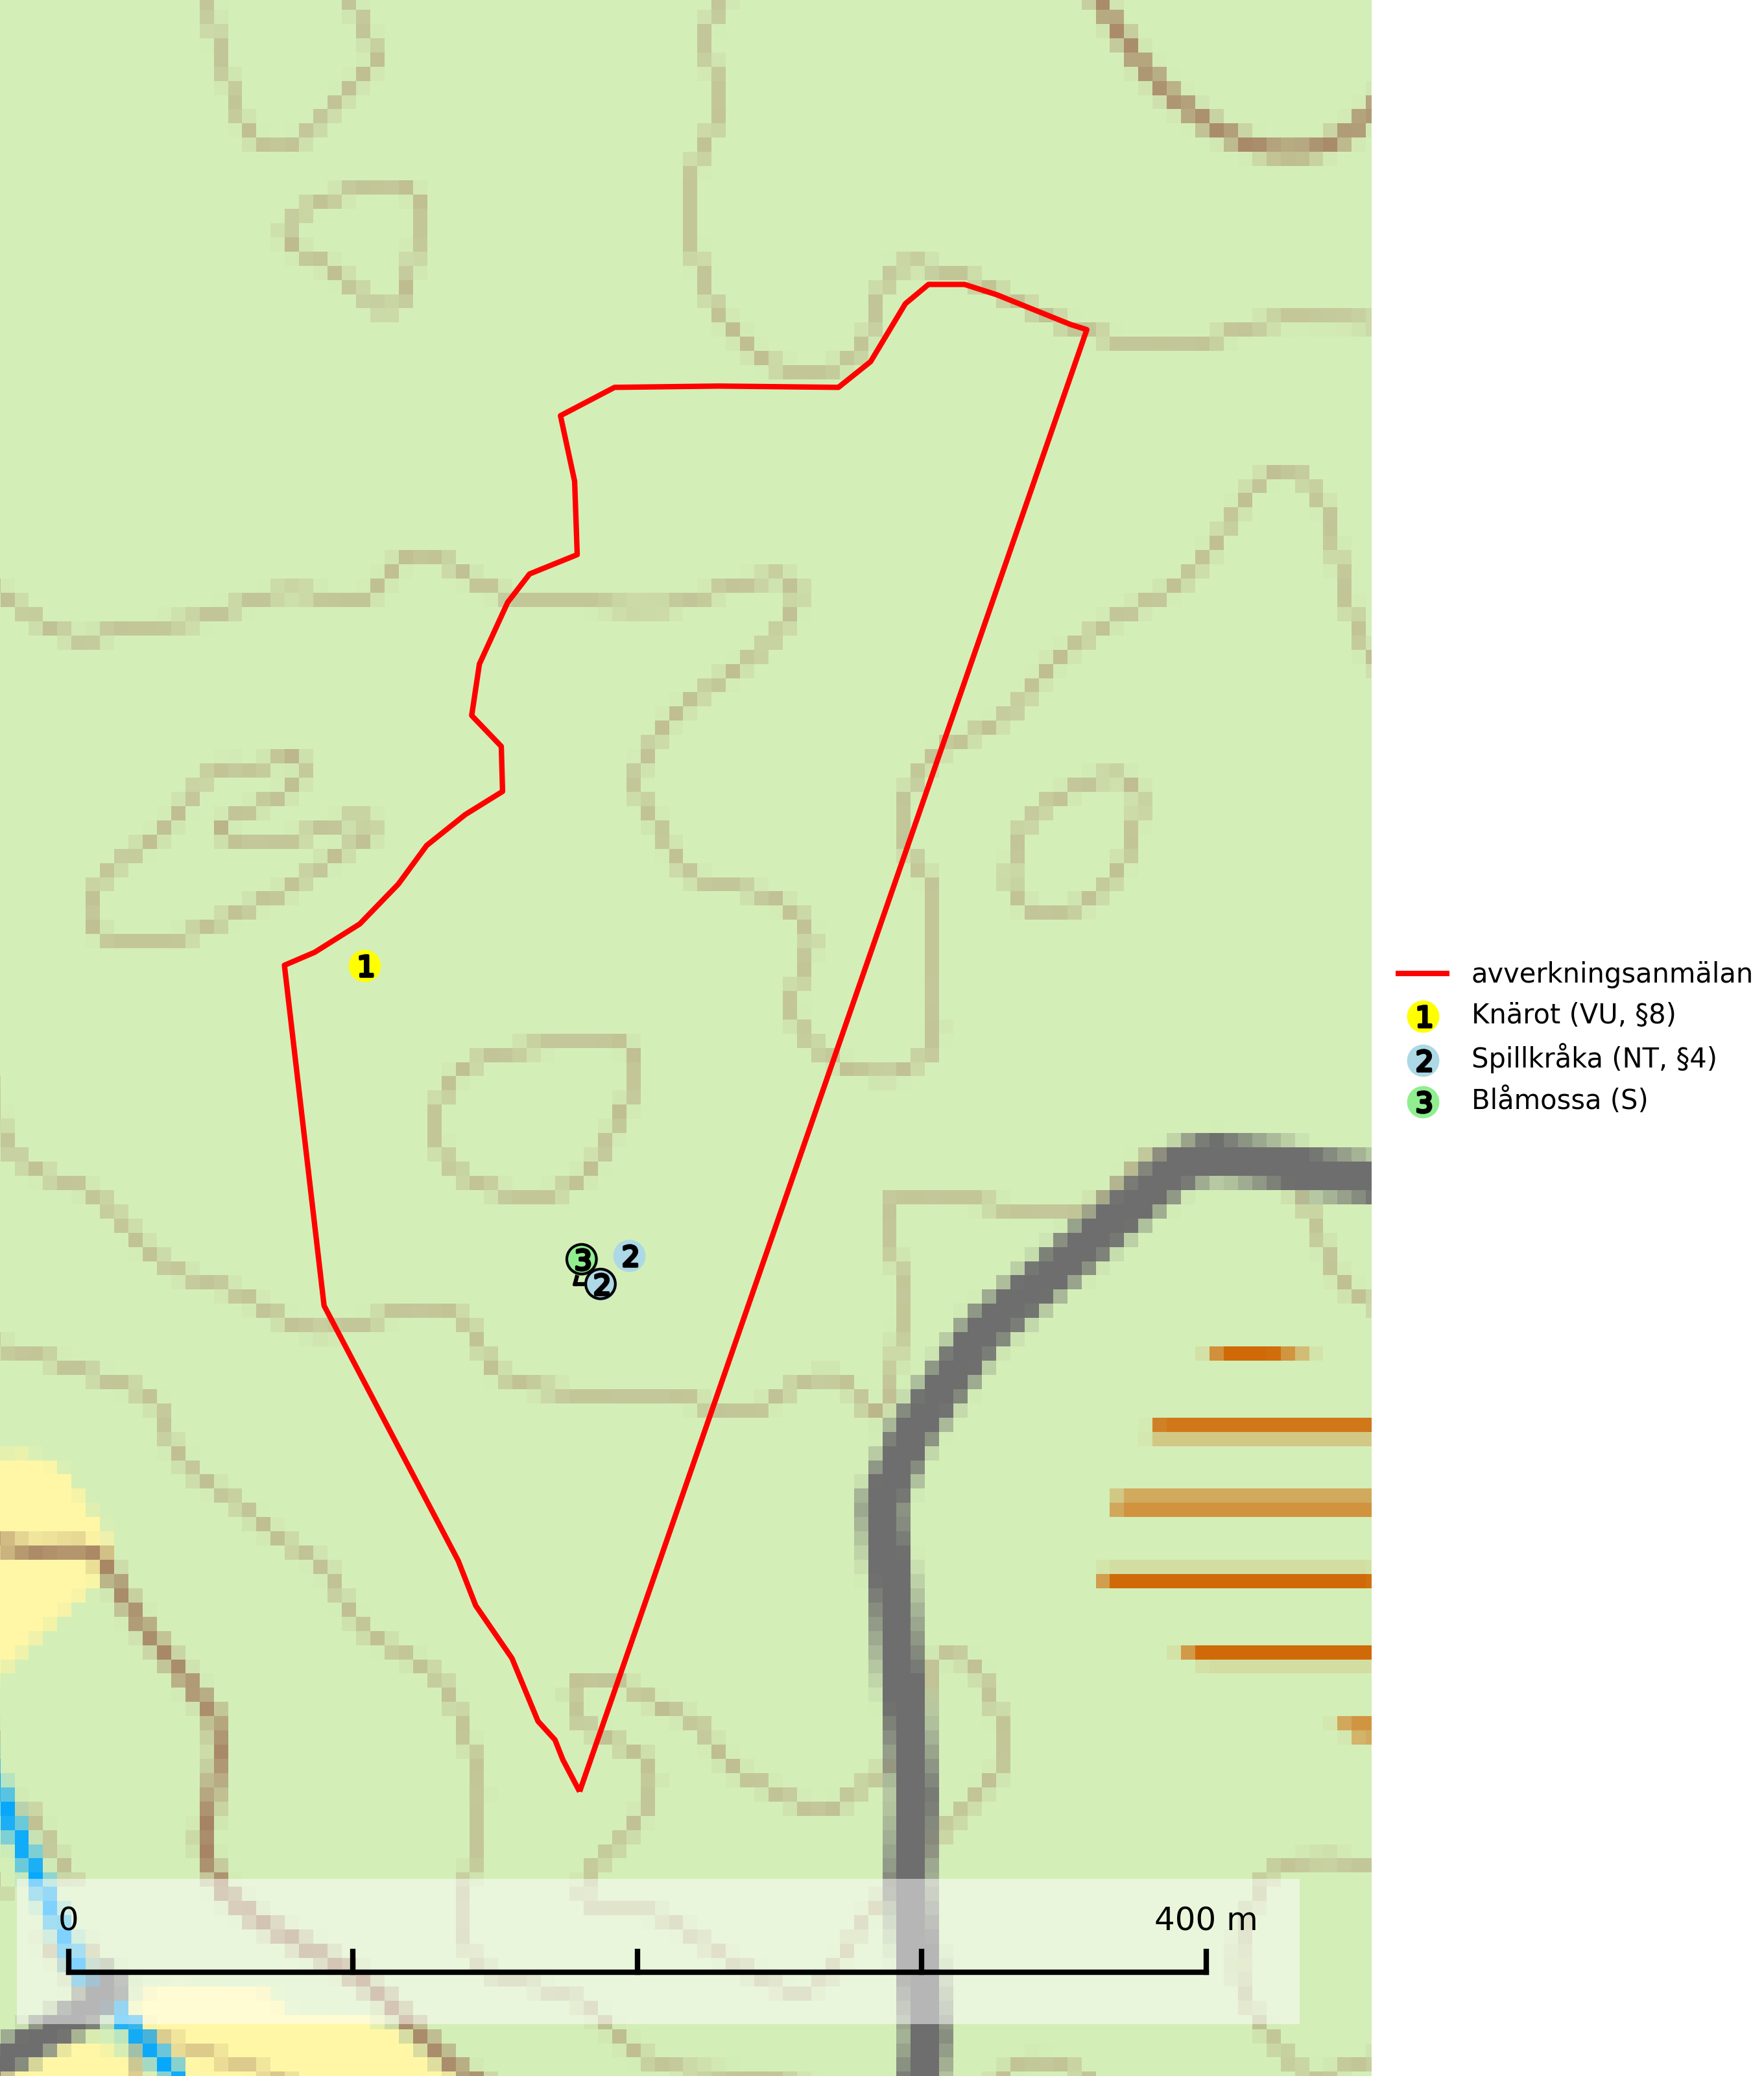 1
3
2
2
avverkningsanmälan
1 Knärot (VU, §8)
2 Spillkråka (NT, §4)
3 Blåmossa (S)
0 400 m